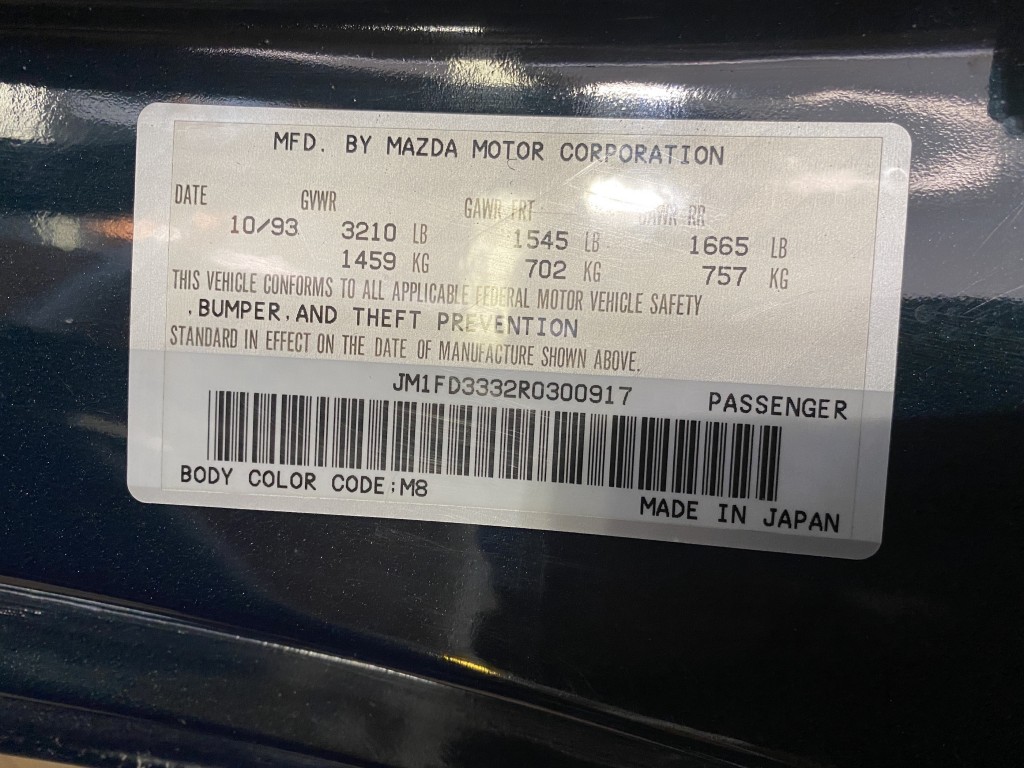 MFD. BY MAZDA MOTOR CORPORATION
DATE GVWR GAWR FRT GAWR RR
10/93 3210 LB 1545 LB 1665 LB
1459 KG 702 KG 757 KG
THIS VEHICLE CONFORMS TO ALL APPLICABLE FEDERAL MOTOR VEHICLE SAFETY
,BUMPER,AND THEFT PREVENTION
STANDARD IN EFFECT ON THE DATE OF MANUFACTURE SHOWN ABOVE.
JM1FD3332R0300917 PASSENGER
BODY COLOR CODE:M8
MADE IN JAPAN